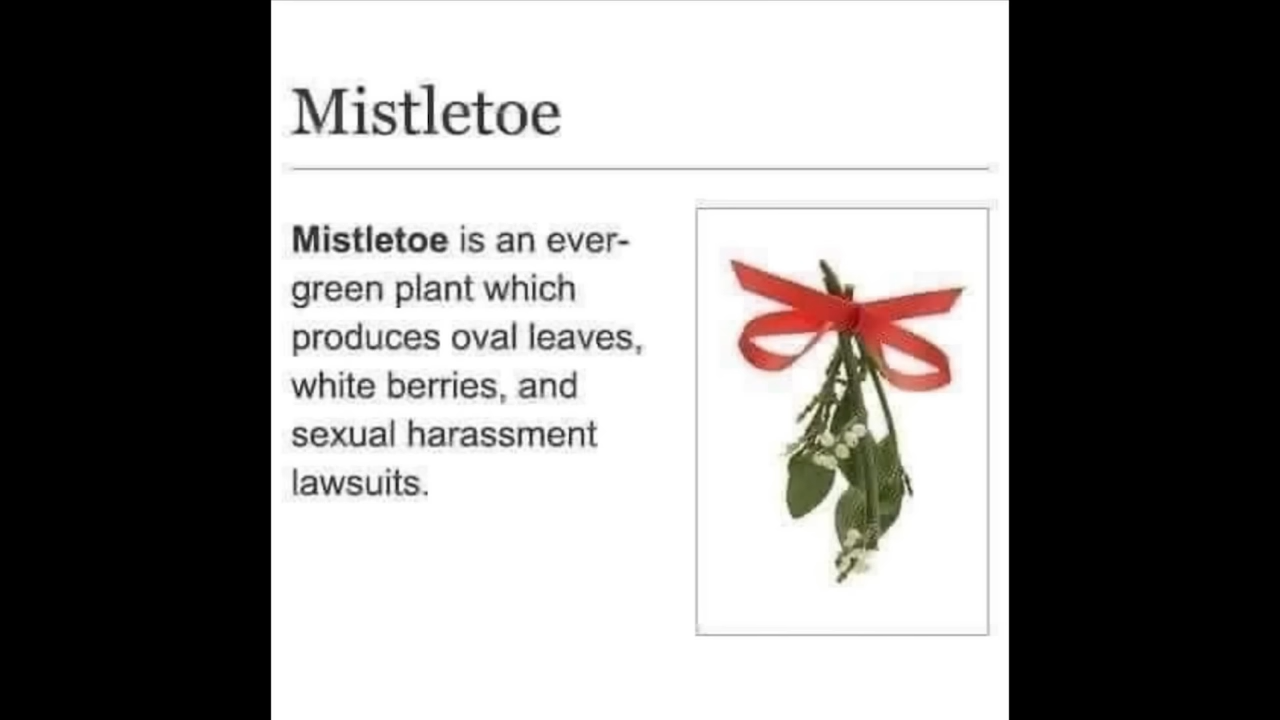 Mistletoe
Mistletoe is an ever-
green plant which
produces oval leaves,
white berries, and
sexual harassment
lawsuits.